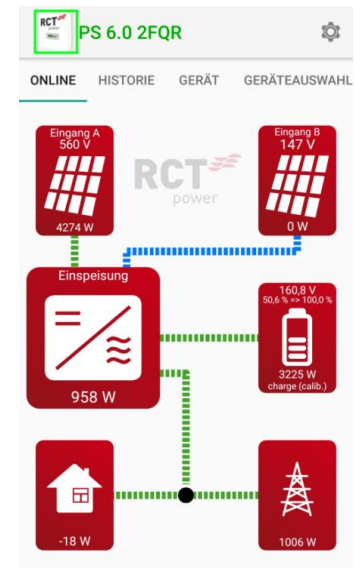 RCT
power
PS 6.0 2FQR
ONLINE
HISTORIE
GERÄT
GERÄTEAUSWAHL
Eingang A
560 V
4274 W
RCT
power
Eingang B
147 V
0 W
Einspeisung
958 W
160,8 V
50,6 % => 100,0 %
3225 W
charge (calib.)
-18 W
1006 W